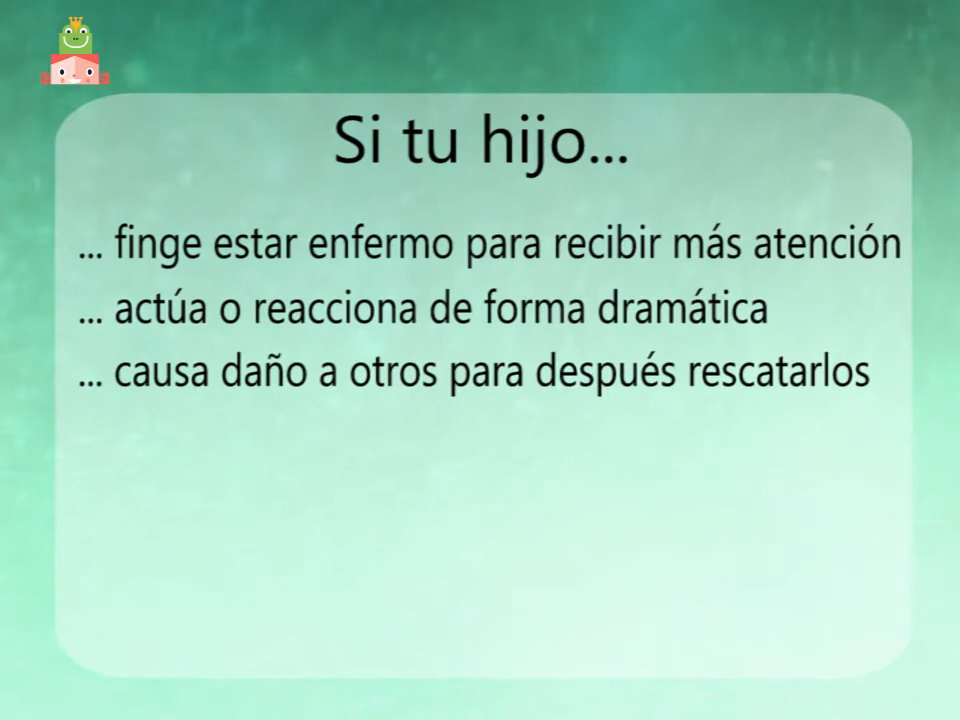 Si tu hijo...
... finge estar enfermo para recibir más atención
... actúa o reacciona de forma dramática
... causa daño a otros para después rescatarlos